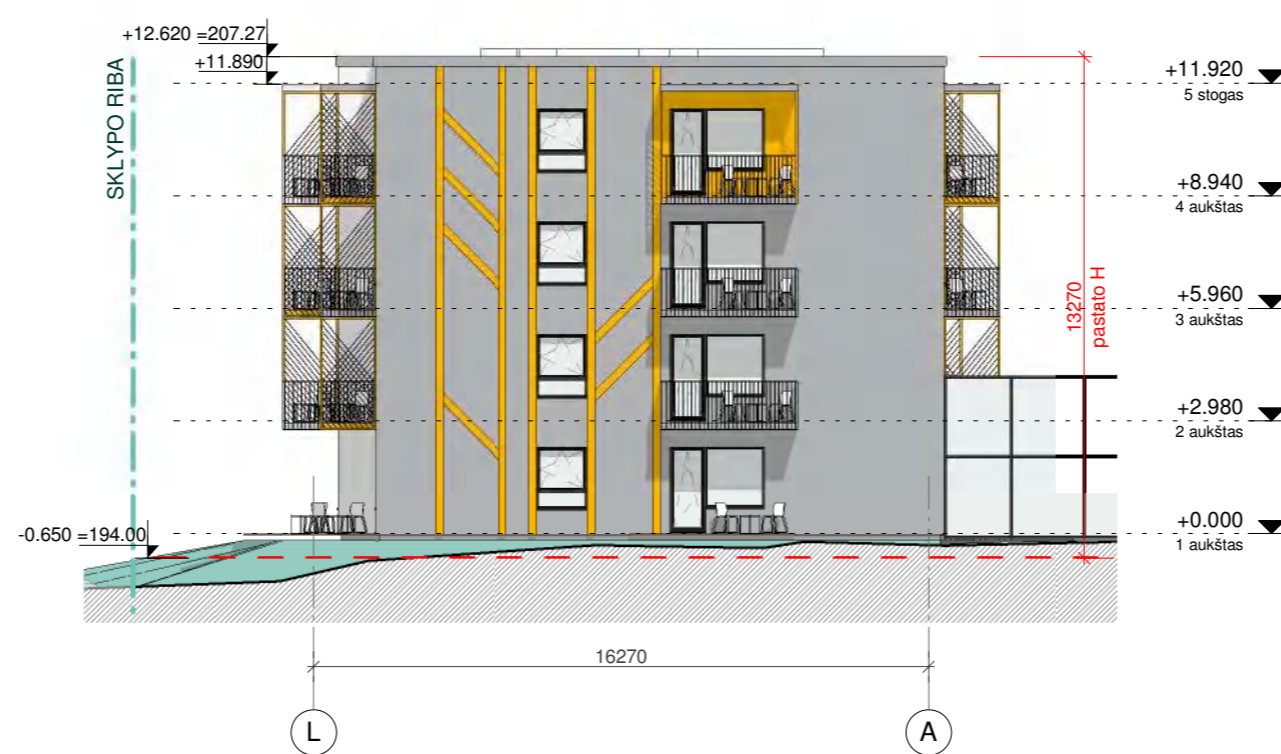 +12.620 =207.27
+11.890
SKLYPO RIBA
+11.920
5 stogas
+8.940
4 aukštas
+5.960
3 aukštas
13270
pastato H
+2.980
2 aukštas
-0.650 =194.00
+0.000
1 aukštas
16270
L
A